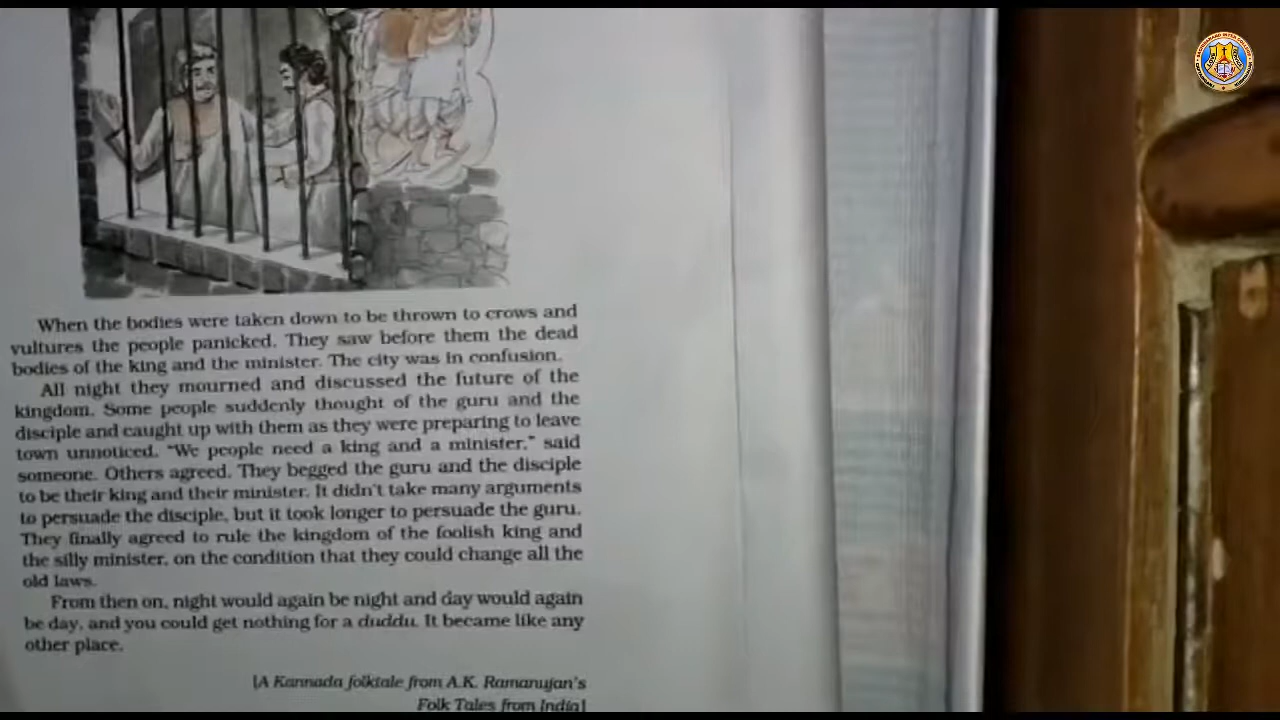 When the bodies were taken down to be thrown to crows and
vultures the people panicked. They saw before them the dead
bodies of the king and the minister. The city was in confusion.
All night they mourned and discussed the future of the
kingdom. Some people suddenly thought of the guru and the
disciple and caught up with them as they were preparing to leave
town unnoticed. “We people need a king and a minister,” said
someone. Others agreed. They begged the guru and the disciple
to be their king and their minister. It didn’t take many arguments
to persuade the disciple, but it took longer to persuade the guru.
They finally agreed to rule the kingdom of the foolish king and
the silly minister, on the condition that they could change all the
old laws.
From then on, night would again be night and day would again
be day, and you could get nothing for a duddu. It became like any
other place.
[A Kannada folktale from A.K. Ramanujan’s
Folk Tales from India]